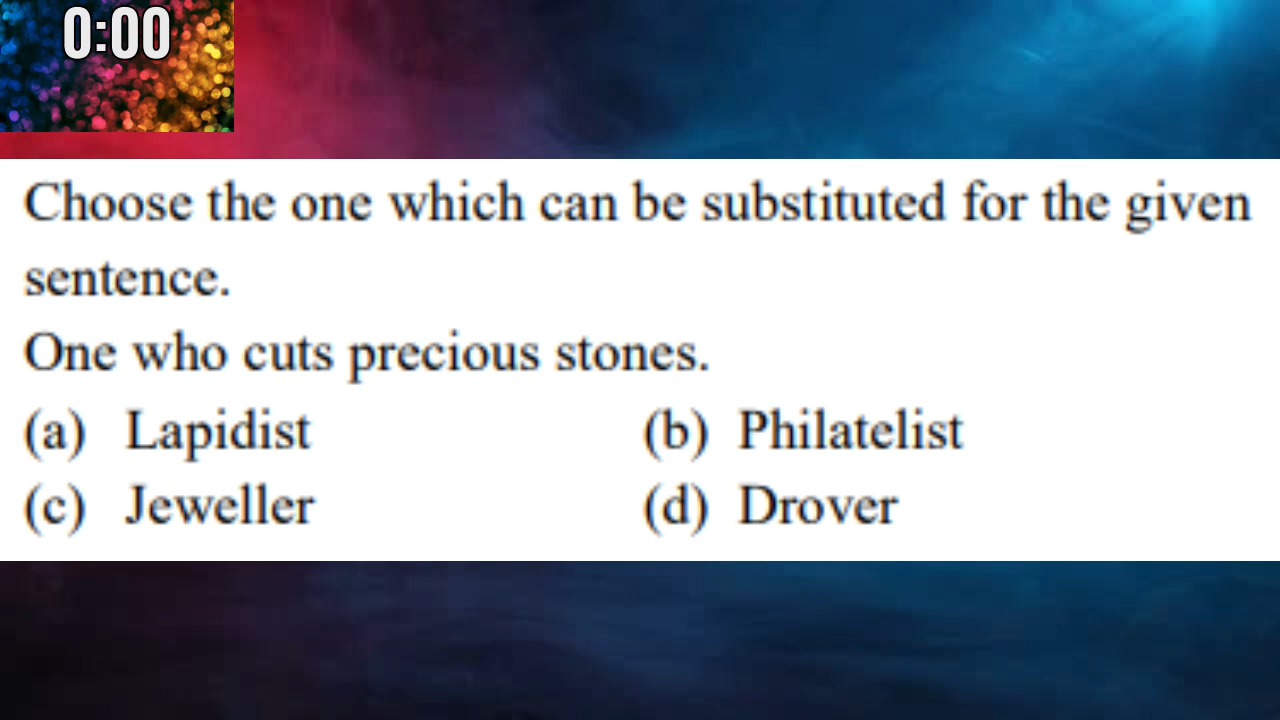 0:00
Choose the one which can be substituted for the given
sentence.
One who cuts precious stones.
(a) Lapidist (b) Philatelist
(c) Jeweller (d) Drover